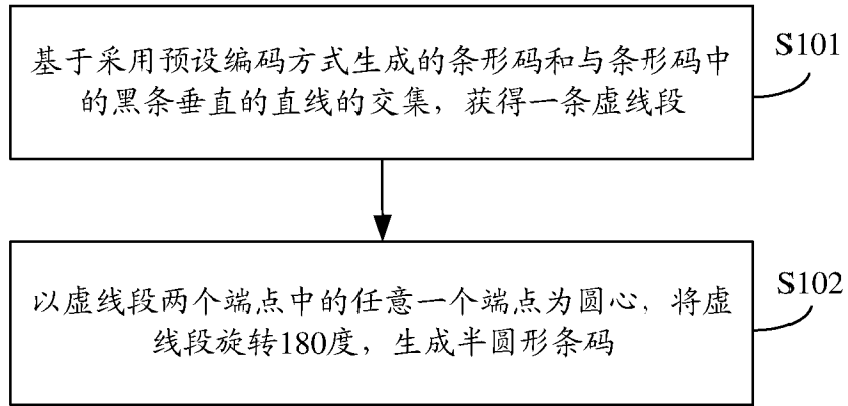 基于采用预设编码方式生成的条形码和与条形码中
的黑条垂直的直线的交集，获得一条虚线段
S101
以虚线段两个端点中的任意一个端点为圆心，将虚
线段旋转180度，生成半圆形条码
S102